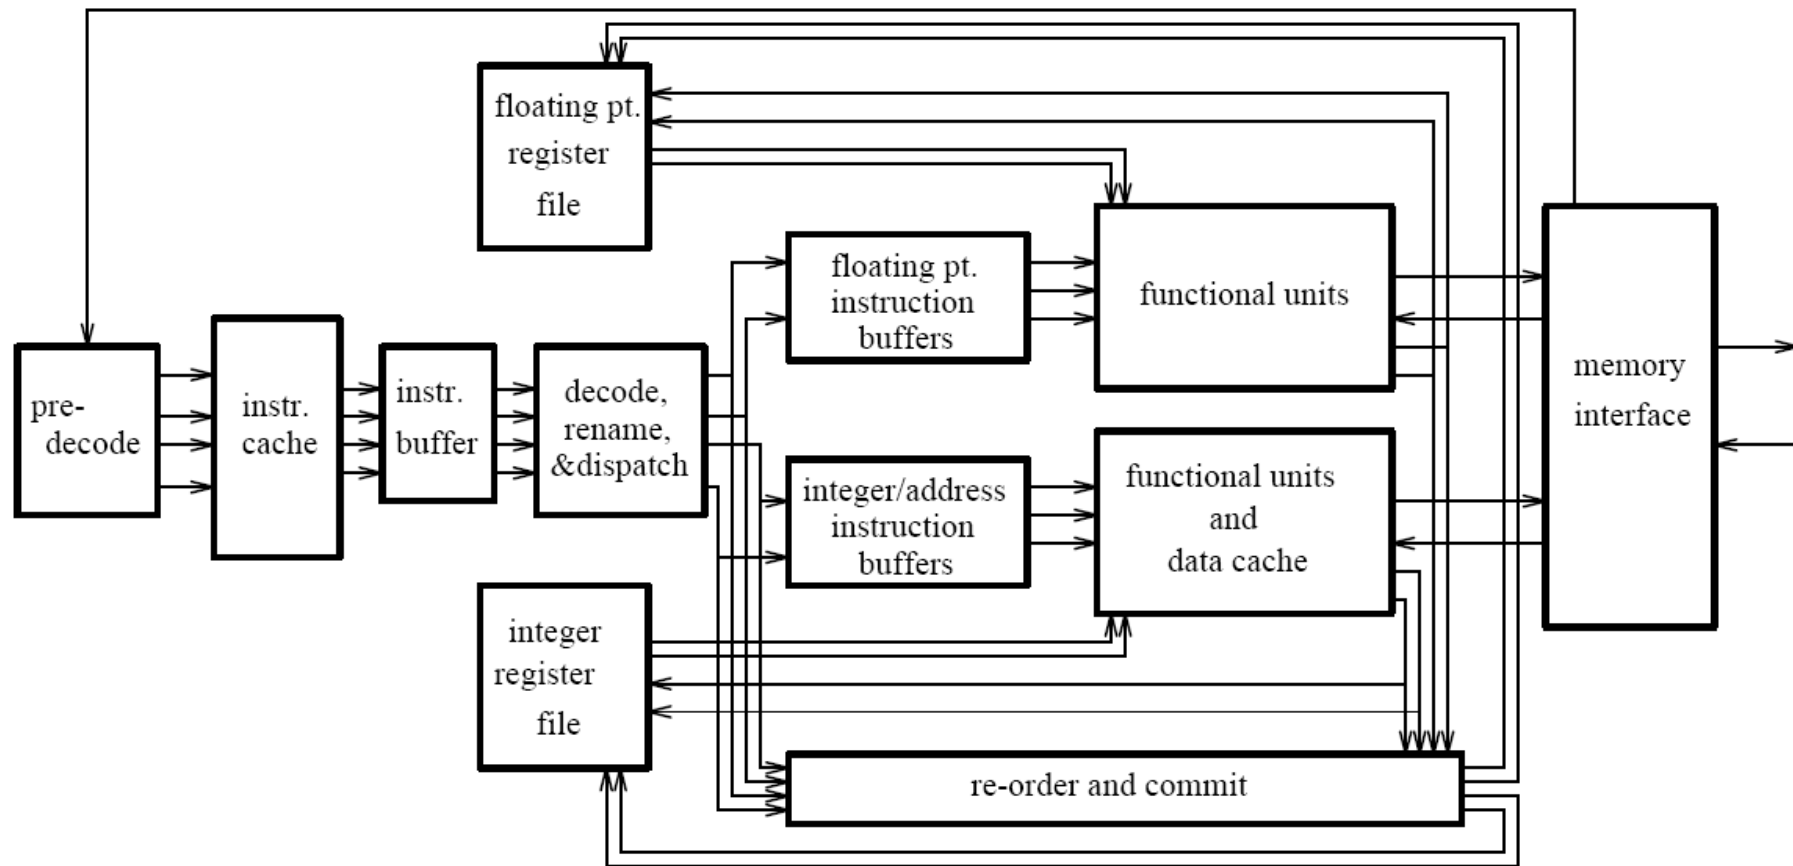 floating pt.
register
file
pre-
decode
instr.
cache
instr.
buffer
decode,
rename,
&dispatch
floating pt.
instruction
buffers
integer/address
instruction
buffers
functional units
functional units
and
data cache
memory
interface
integer
register
file
re-order and commit